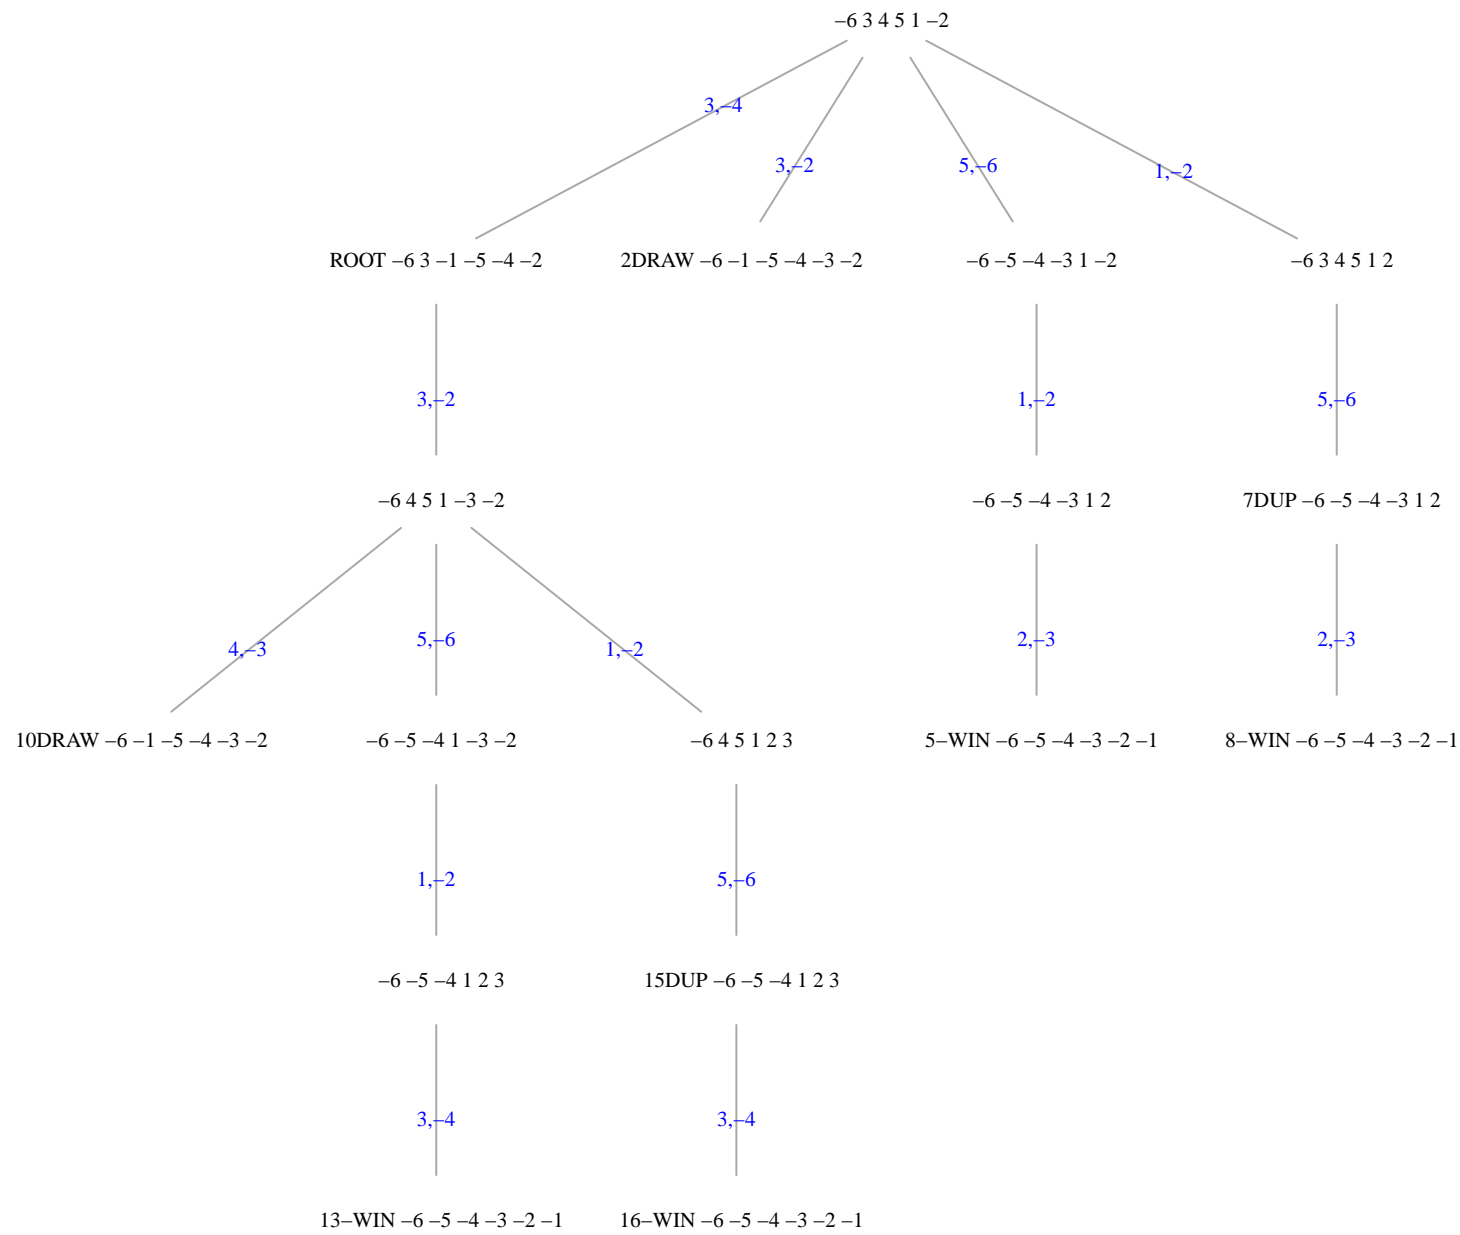 −6 3 4 5 1 −2
3,−4
3,−2
5,−6
1,−2
ROOT −6 3 −1 −5 −4 −2
2DRAW −6 −1 −5 −4 −3 −2
−6 −5 −4 −3 1 −2
−6 3 4 5 1 2
3,−2
1,−2
5,−6
−6 4 5 1 −3 −2
−6 −5 −4 −3 1 2
7DUP −6 −5 −4 −3 1 2
4,−3
5,−6
1,−2
2,−3
2,−3
10DRAW −6 −1 −5 −4 −3 −2
−6 −5 −4 1 −3 −2
−6 4 5 1 2 3
5−WIN −6 −5 −4 −3 −2 −1
8−WIN −6 −5 −4 −3 −2 −1
1,−2
5,−6
−6 −5 −4 1 2 3
15DUP −6 −5 −4 1 2 3
3,−4
3,−4
13−WIN −6 −5 −4 −3 −2 −1
16−WIN −6 −5 −4 −3 −2 −1